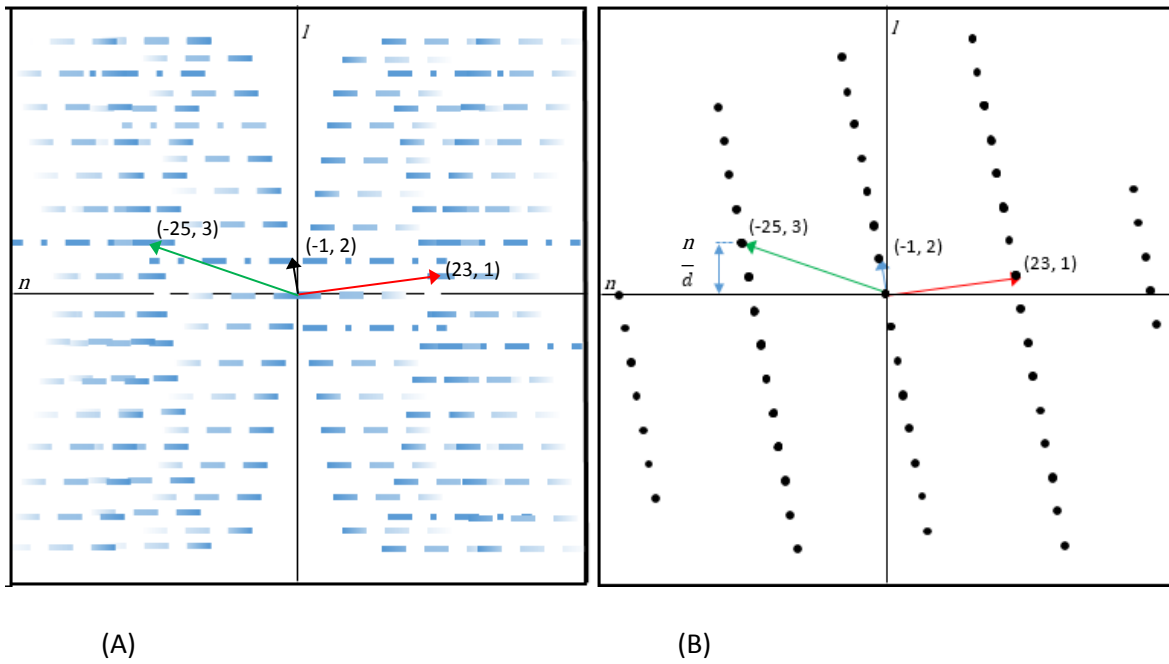 l
(-25, 3)
(-1, 2)
(23, 1)
n
(A)
l
(-25, 3)
(-1, 2)
n
d
(23, 1)
n
(B)